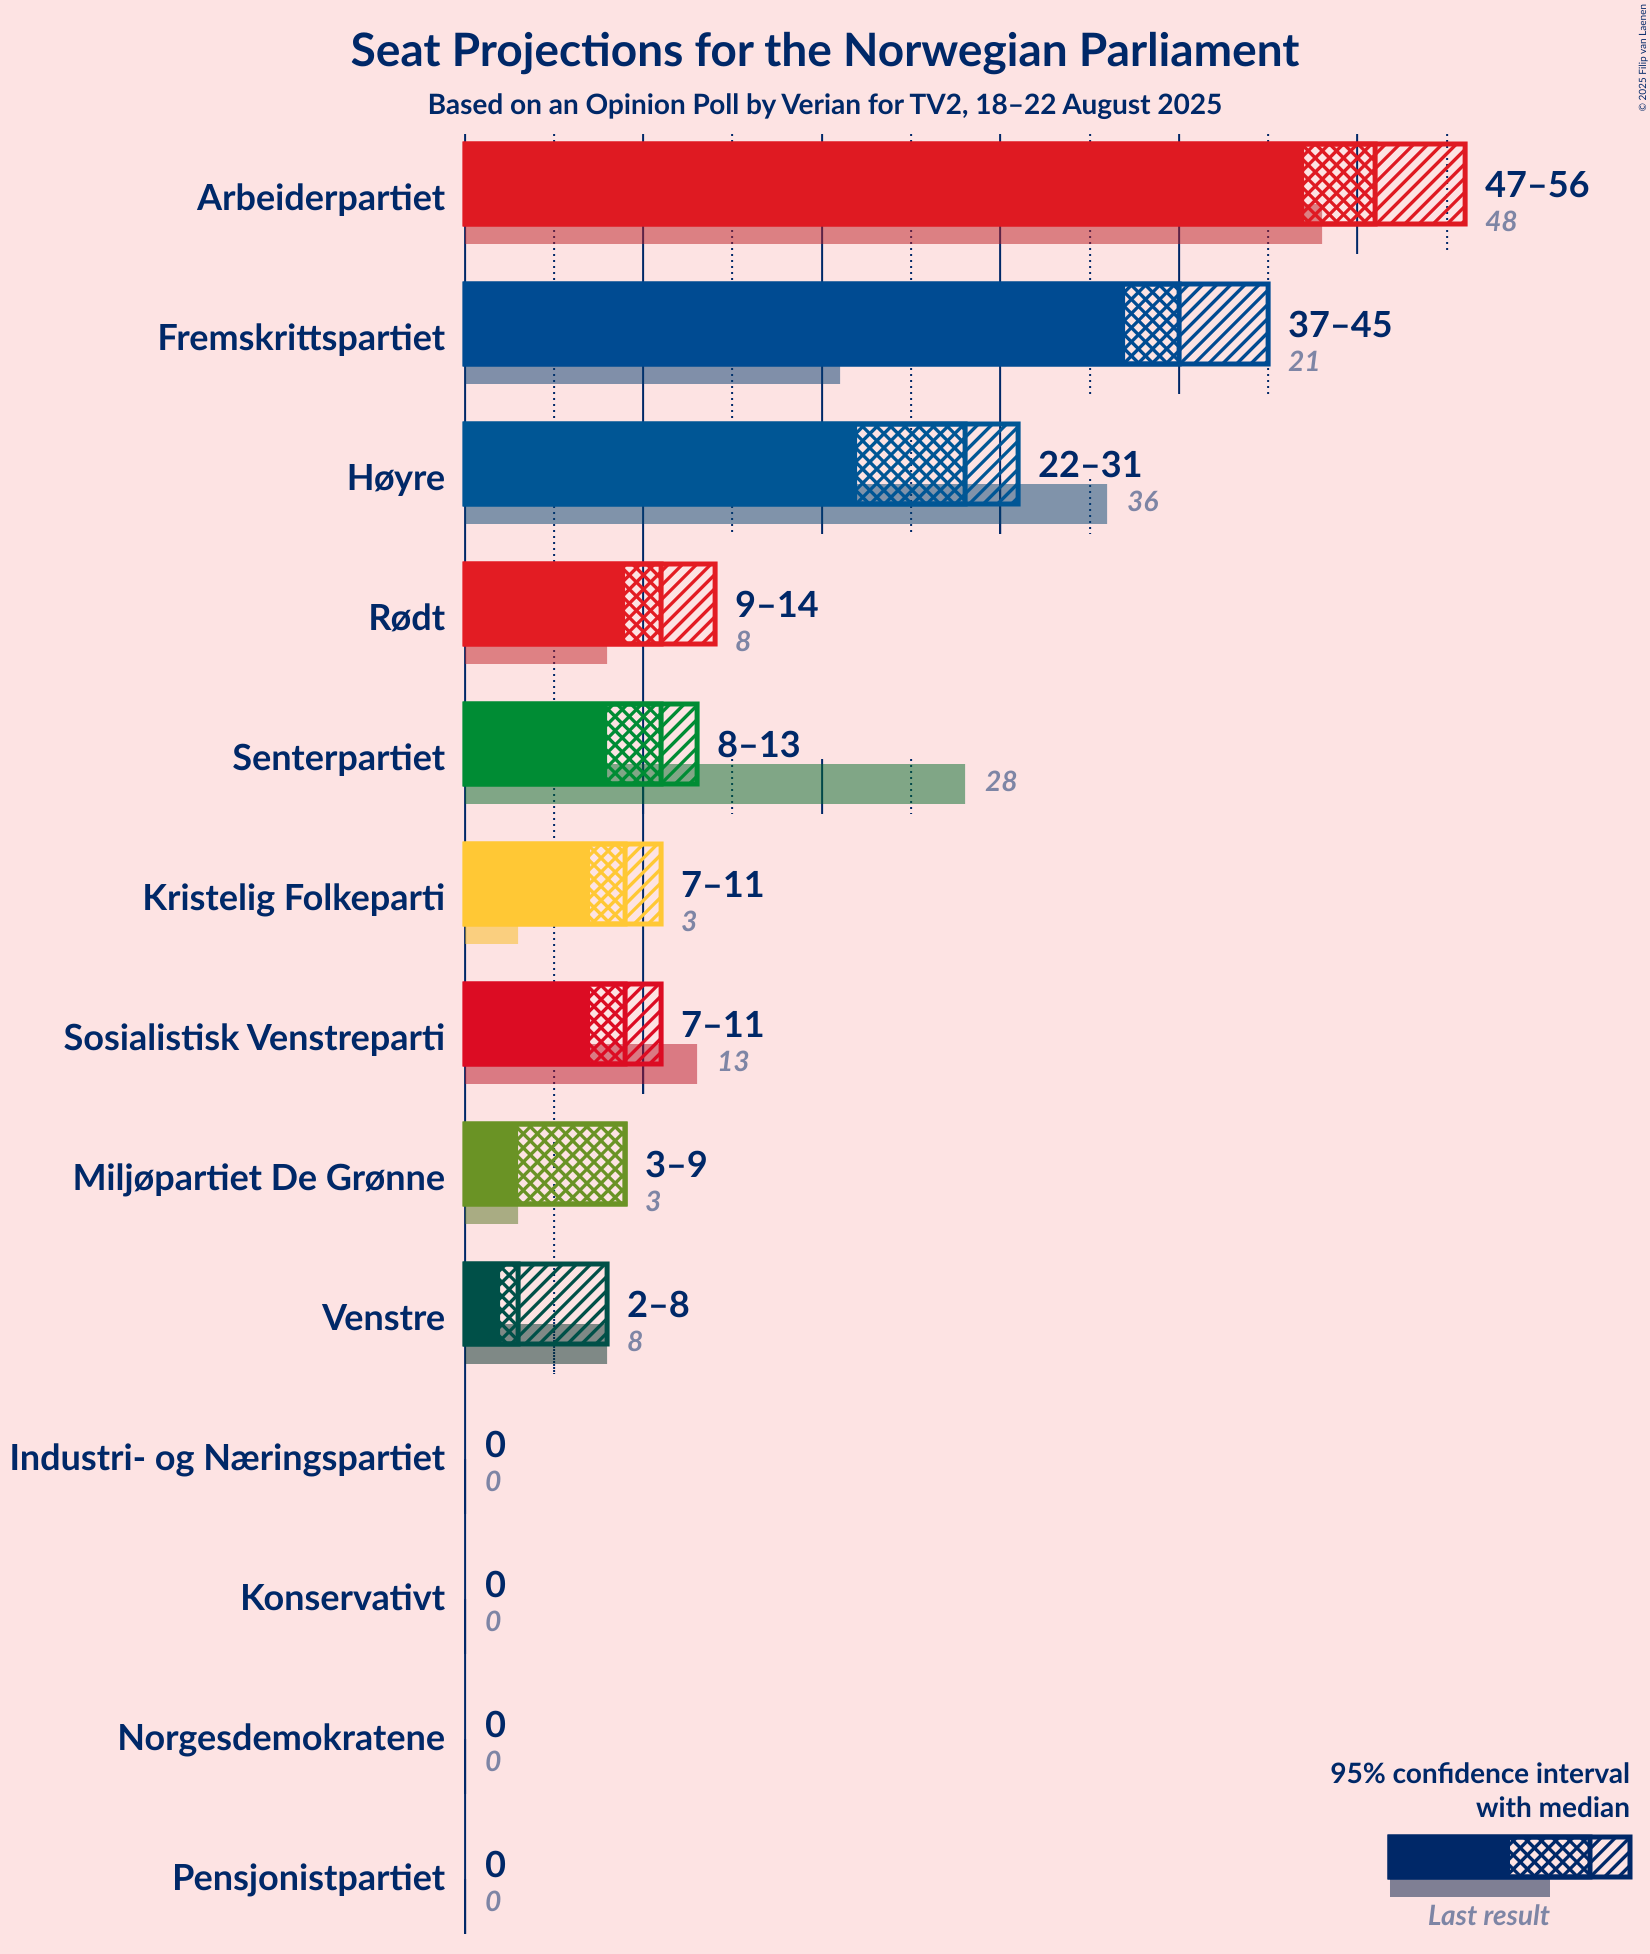 © 2025 Filip van Laenen
Seat Projections for the Norwegian Parliament
Based on an Opinion Poll by Verian for TV2, 18–22 August 2025
Arbeiderpartiet
47–56
48
Fremskrittspartiet
37–45
21
Høyre
22–31
36
Rødt
9–14
8
Senterpartiet
8–13
28
Kristelig Folkeparti
7–11
3
Sosialistisk Venstreparti
7–11
13
Miljøpartiet De Grønne
3–9
3
Venstre
2–8
8
Industri- og Næringspartiet
0
0
Konservativt
0
0
Norgesdemokratene
0
0
Pensjonistpartiet
0
0
95% confidence interval
with median
Last result